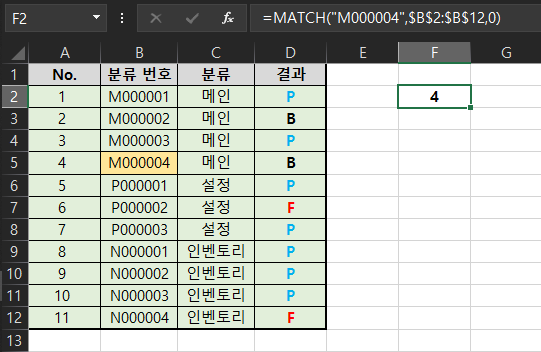 F2 fx =MATCH("M000004",$B$2:$B$12,0)
A B C D E F G
1 No. 분류 번호 분류 결과
2 1 M000001 메인 P 4
3 2 M000002 메인 B
4 3 M000003 메인 P
5 4 M000004 메인 B
6 5 P000001 설정 P
7 6 P000002 설정 F
8 7 P000003 설정 P
9 8 N000001 인벤토리 P
10 9 N000002 인벤토리 P
11 10 N000003 인벤토리 P
12 11 N000004 인벤토리 F
13